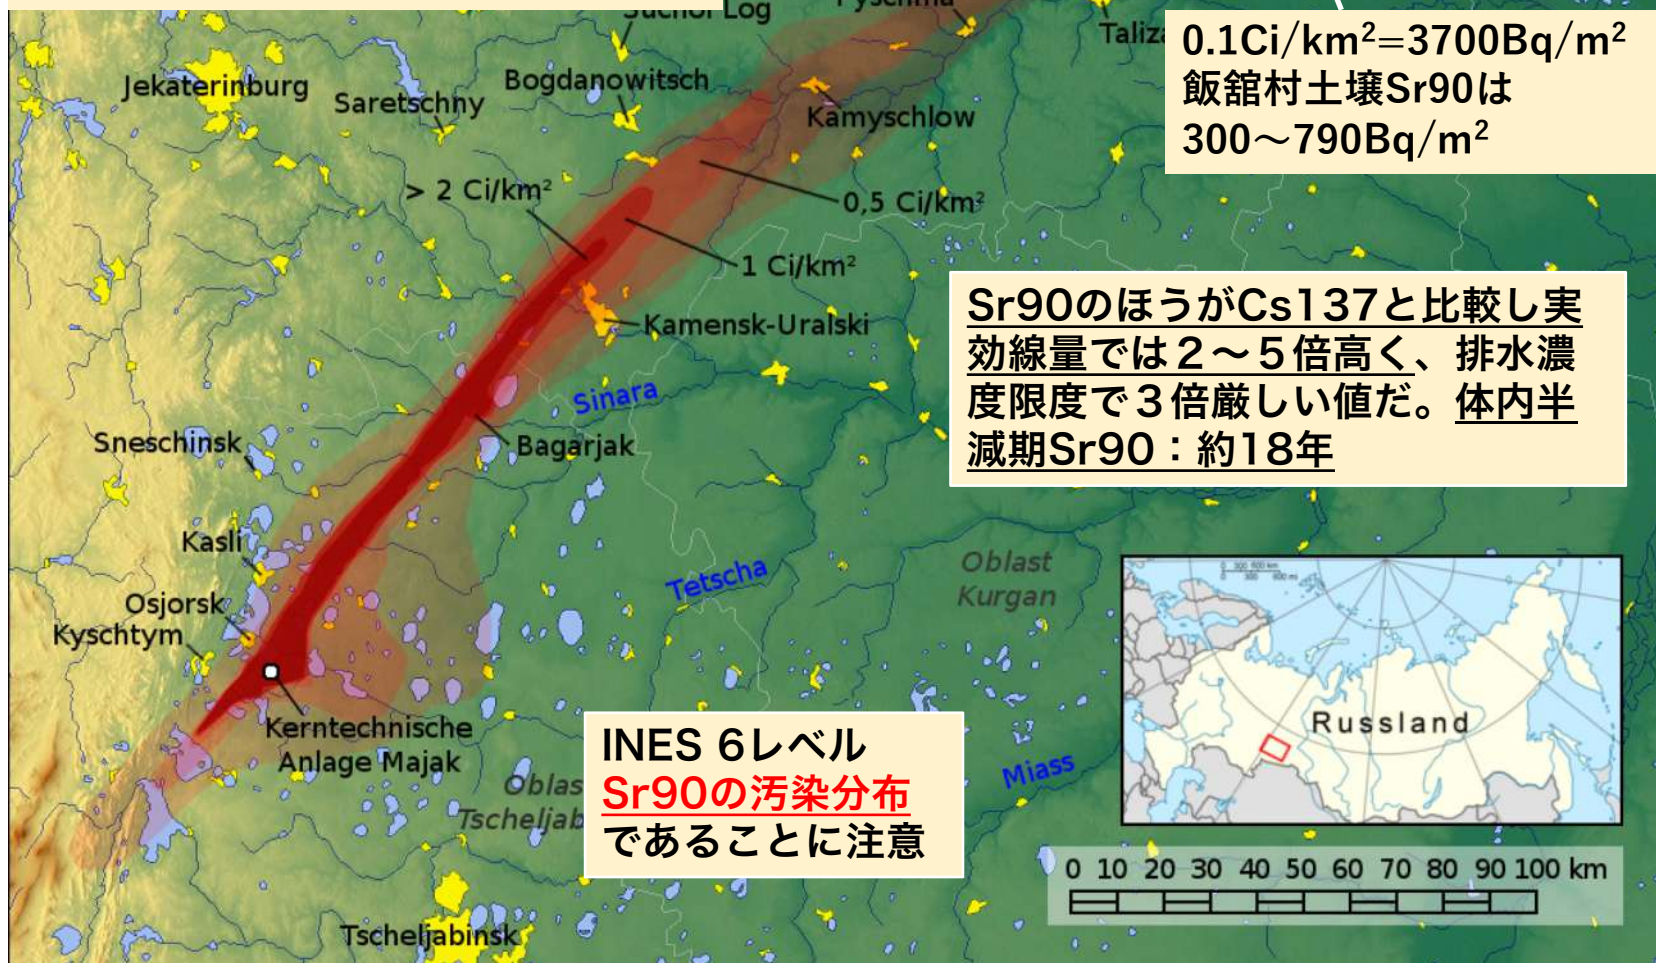 Log
0.1Ci/km²=3700Bq/m²
飯舘村土壌Sr90は
300～790Bq/m²
Jekaterinburg
Saretschny
Bogdanowitsch
Kamyschlow
> 2 Ci/km²
0,5 Ci/km²
1 Ci/km²
Kamensk-Uralski
Sr90のほうがCs137と比較し実
効線量では２～５倍高く、排水濃
度限度で３倍厳しい値だ。体内半
減期Sr90：約18年
Sinara
Sneschinsk
Bagarjak
Kasli
Tetscha
Oblast
Kurgan
Osjorsk
Kyschtym
0 300 600 km
Russland
Kerntechnische
Anlage Majak
INES 6レベル
Sr90の汚染分布
であることに注意
Miass
0 10 20 30 40 50 60 70 80 90 100 km
Tscheljabinsk